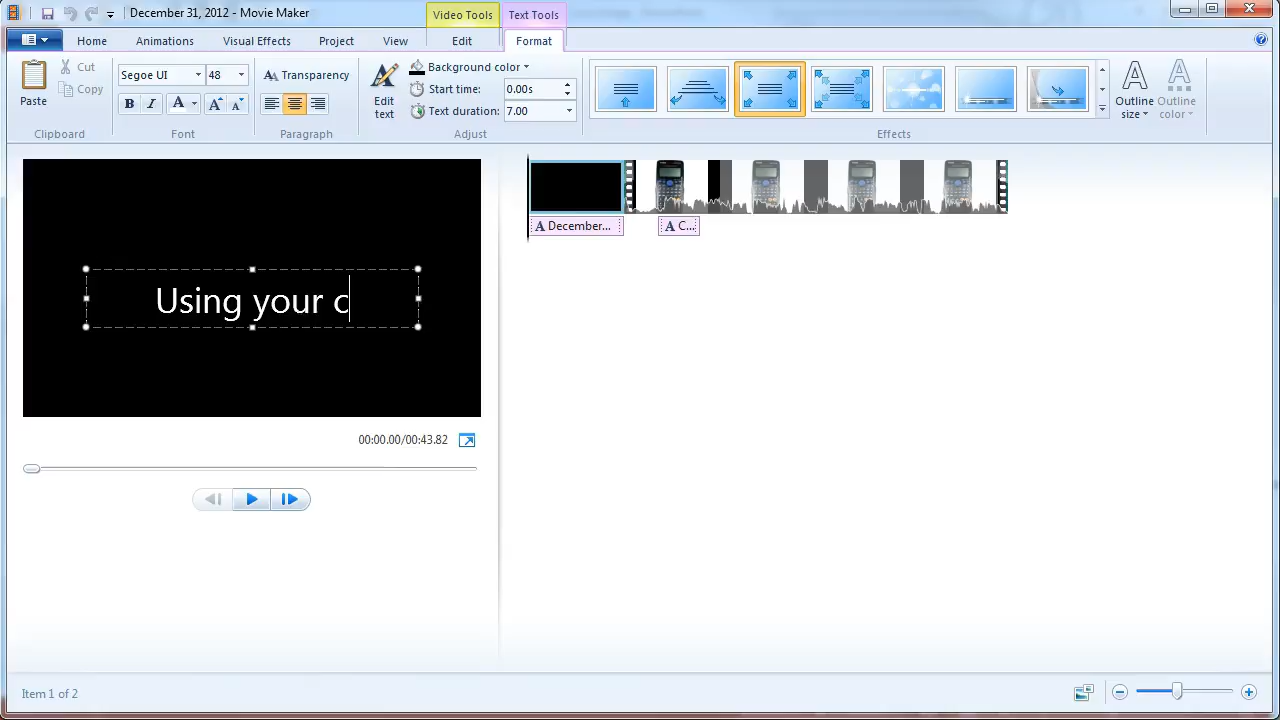 December 31, 2012 - Movie Maker
Video Tools
Text Tools
Home
Animations
Visual Effects
Project
View
Edit
Format
Paste
Cut
Copy
Clipboard
Segoe UI
48
B I A A A
Font
Transparency
Paragraph
Edit
text
Background color
Start time: 0.00s
Text duration: 7.00
Adjust
Effects
Outline
size
Outline
color
Using your c
A December...
A C...
00:00.00/00:43.82
Item 1 of 2